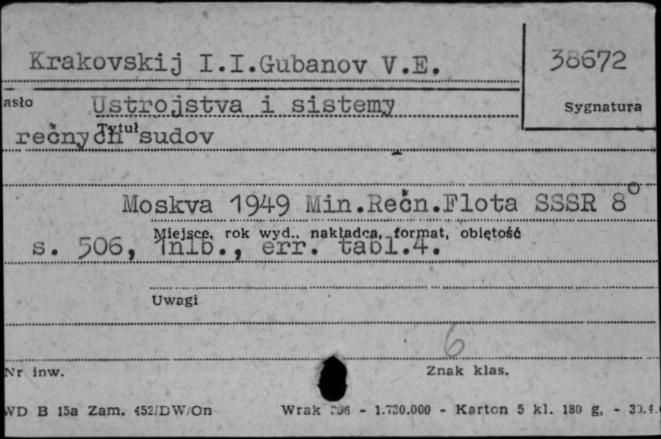 Krakovskij I.I.Gubanov V.E.
38672
asło
Ustrojstva i sistemy
Sygnatura
Tytuł
rečnych sudov
Moskva 1949 Min.Rečn.Flota SSSR 8°
Miejsce, rok wyd., nakładca, format, objętość
s. 506, 1nlb., err. tabl.4.
Uwagi
6
Nr inw.
Znak klas.
WD B 15a Zam. 452/DW/On
Wrak - 1.730.000 - Karton 5 kl. 180 g. -